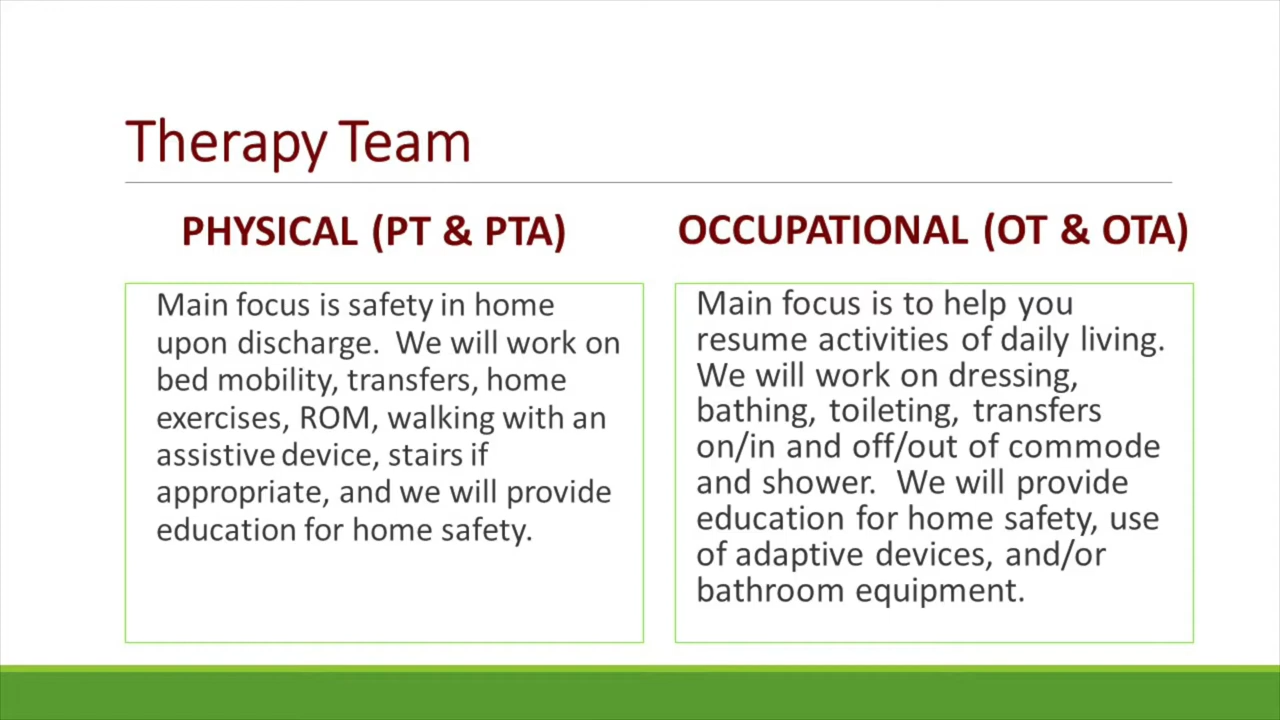 Therapy Team
PHYSICAL (PT & PTA)
Main focus is safety in home
upon discharge.  We will work on
bed mobility, transfers, home
exercises, ROM, walking with an
assistive device, stairs if
appropriate, and we will provide
education for home safety.
OCCUPATIONAL (OT & OTA)
Main focus is to help you
resume activities of daily living.
We will work on dressing,
bathing, toileting, transfers
on/in and off/out of commode
and shower.  We will provide
education for home safety, use
of adaptive devices, and/or
bathroom equipment.